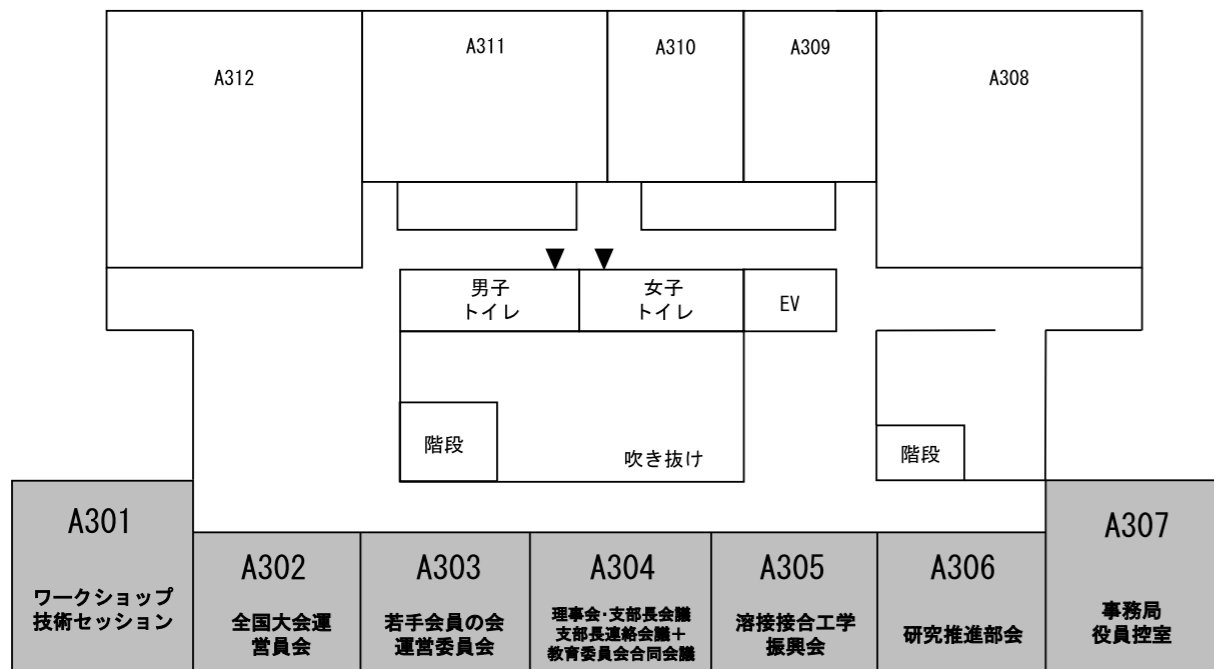 A312
A311
A310
A309
A308
男子
トイレ
女子
トイレ
EV
階段
吹き抜け
階段
A301
ワークショップ
技術セッション
A302
全国大会運
営員会
A303
若手会員の会
運営委員会
A304
理事会・支部長会議
支部長連絡会議＋
教育委員会合同会議
A305
溶接接合工学
振興会
A306
研究推進部会
A307
事務局
役員控室